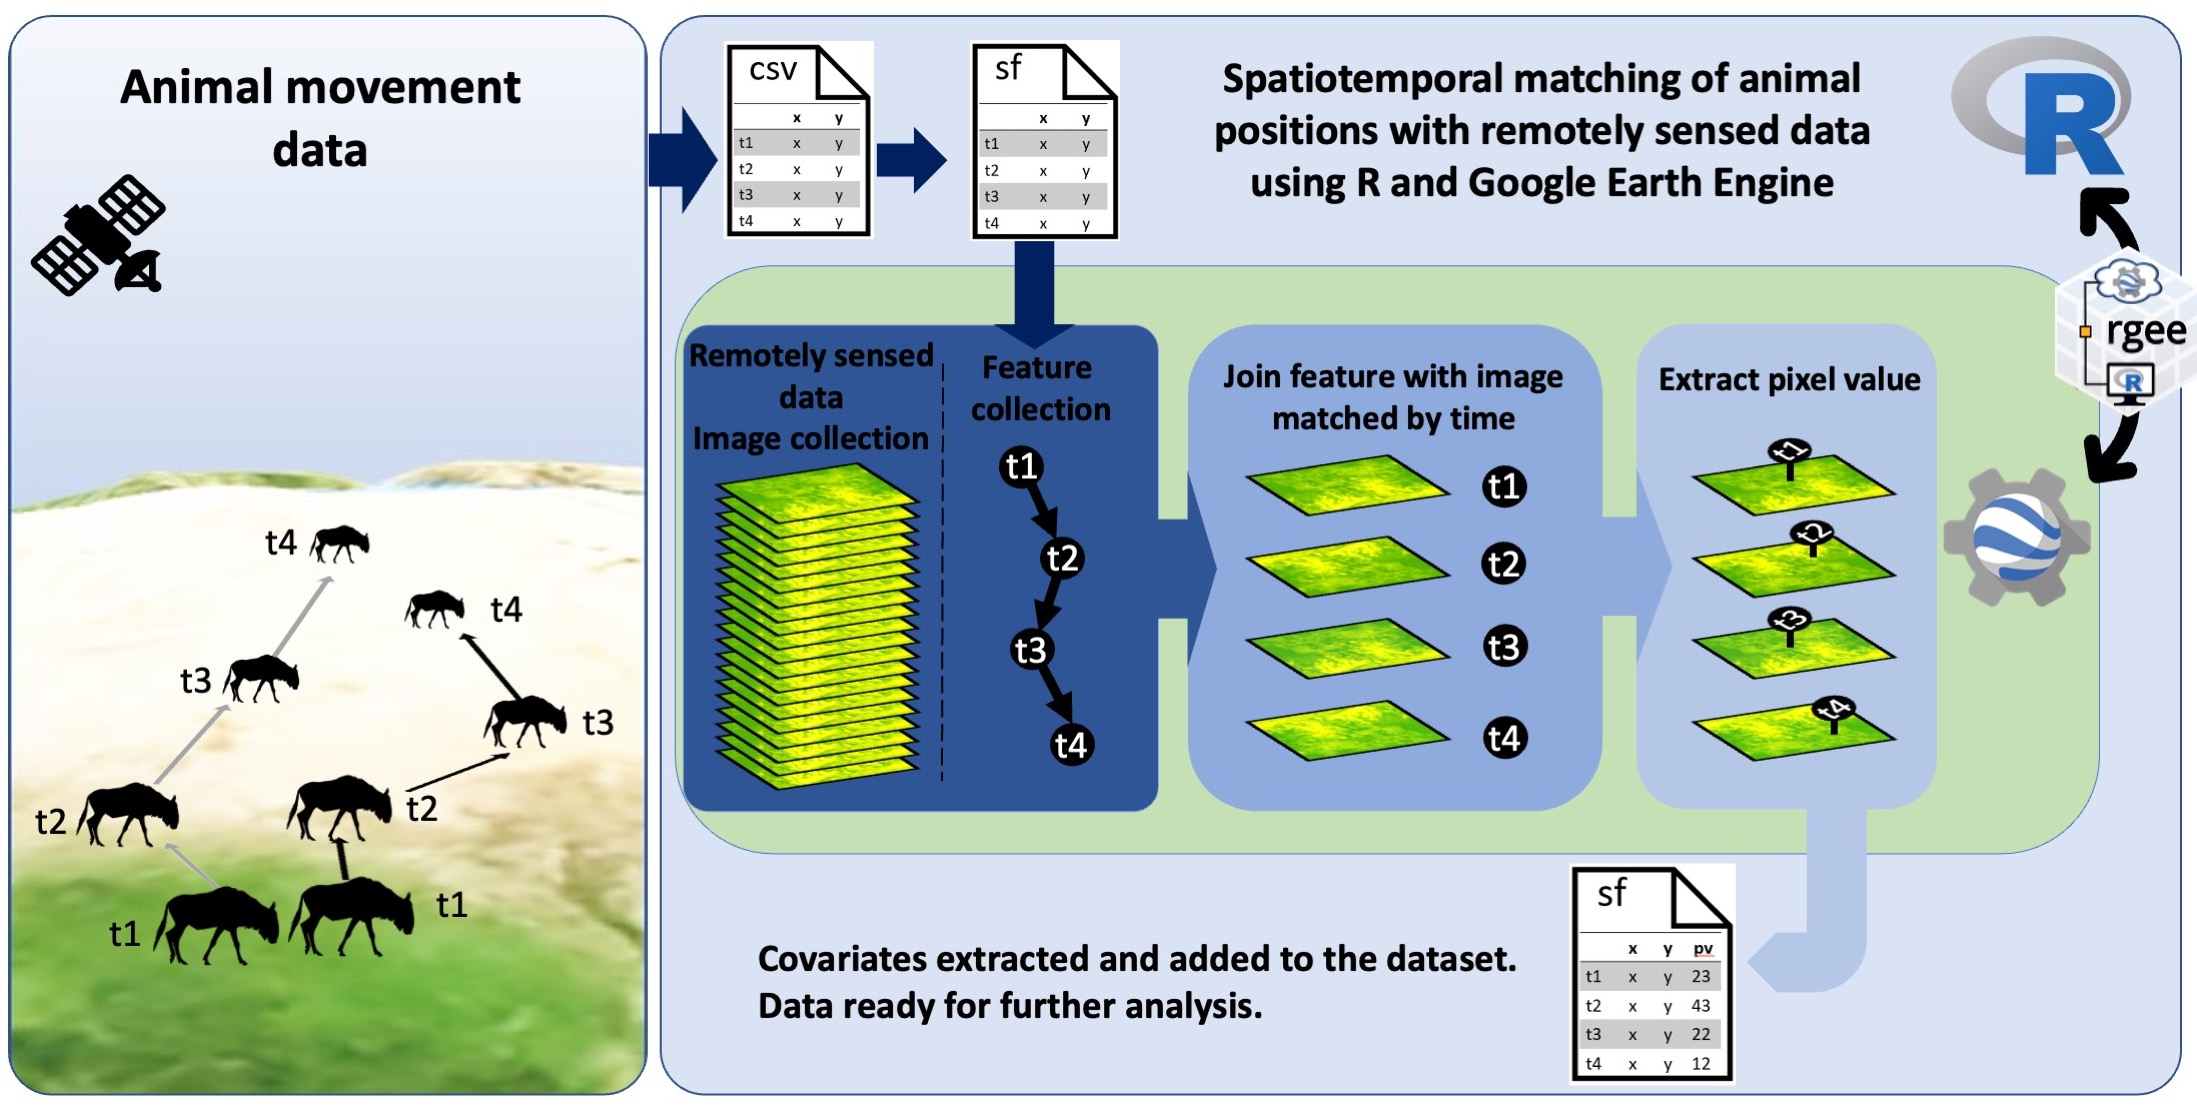 Animal movement
data
t4
t4
t3
t3
t2
t2
t1
t1
csv
x y
t1 x y
t2 x y
t3 x y
t4 x y
sf
x y
t1 x y
t2 x y
t3 x y
t4 x y
Spatiotemporal matching of animal
positions with remotely sensed data
using R and Google Earth Engine
R
rgee
R
Remotely sensed
data
Image collection
Feature
collection
t1
t2
t3
t4
Join feature with image
matched by time
t1
t2
t3
t4
Extract pixel value
t1
t2
t3
t4
Covariates extracted and added to the dataset.
Data ready for further analysis.
sf
x y pv
t1 x y 23
t2 x y 43
t3 x y 22
t4 x y 12